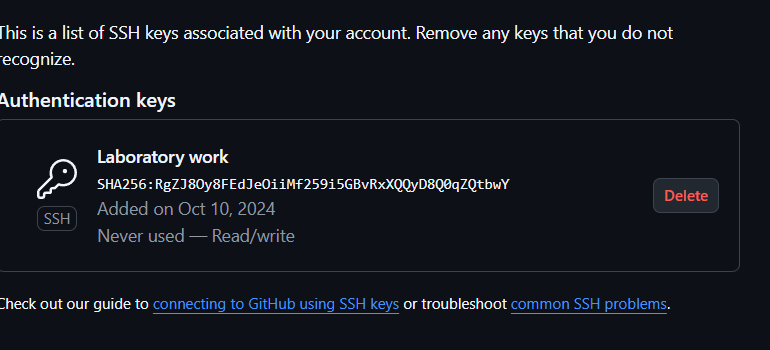 This is a list of SSH keys associated with your account. Remove any keys that you do not
recognize.
Authentication keys
Laboratory work
SHA256:RgZJ8Oy8FEdJeOiiMf259i5GBvRxXQQyD8Q0qZQtbwY
SSH
Added on Oct 10, 2024
Never used — Read/write
Delete
Check out our guide to connecting to GitHub using SSH keys or troubleshoot common SSH problems.